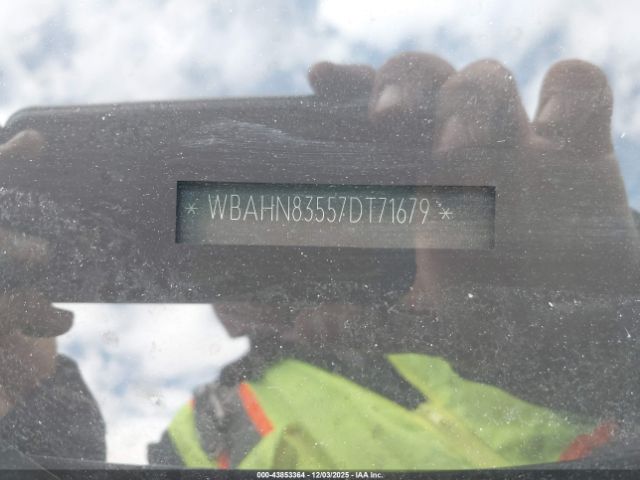 * WBAHN83557DT71679 *
000-43853364 - 12/03/2025 - © IAA Inc.